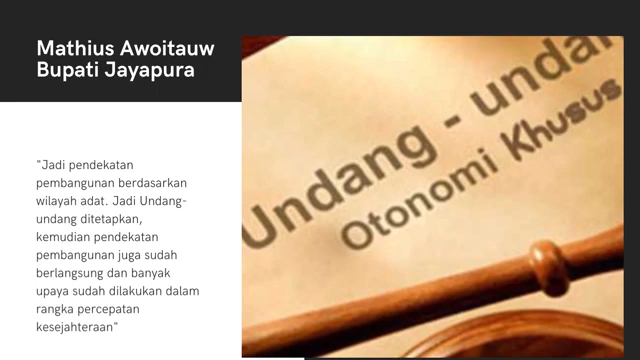 Mathius Awoitauw
Bupati Jayapura
"Jadi pendekatan
pembangunan berdasarkan
wilayah adat. Jadi Undang-
undang ditetapkan,
kemudian pendekatan
pembangunan juga sudah
berlangsung dan banyak
upaya sudah dilakukan dalam
rangka percepatan
kesejahteraan"
Undang - undan
Otonomi Khusus